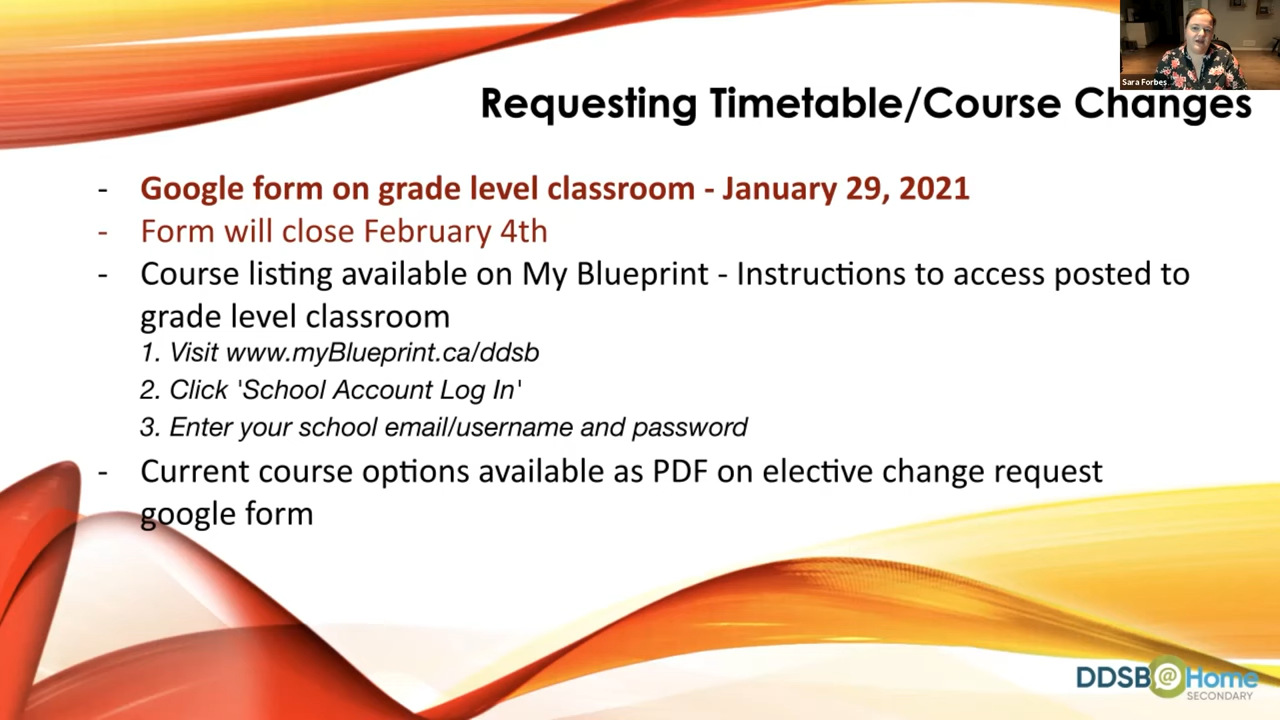 Sara Forbes
Requesting Timetable/Course Changes
- Google form on grade level classroom - January 29, 2021
- Form will close February 4th
- Course listing available on My Blueprint - Instructions to access posted to
grade level classroom
1. Visit www.myBlueprint.ca/ddsb
2. Click 'School Account Log In'
3. Enter your school email/username and password
- Current course options available as PDF on elective change request
google form
DDSB@Home
SECONDARY